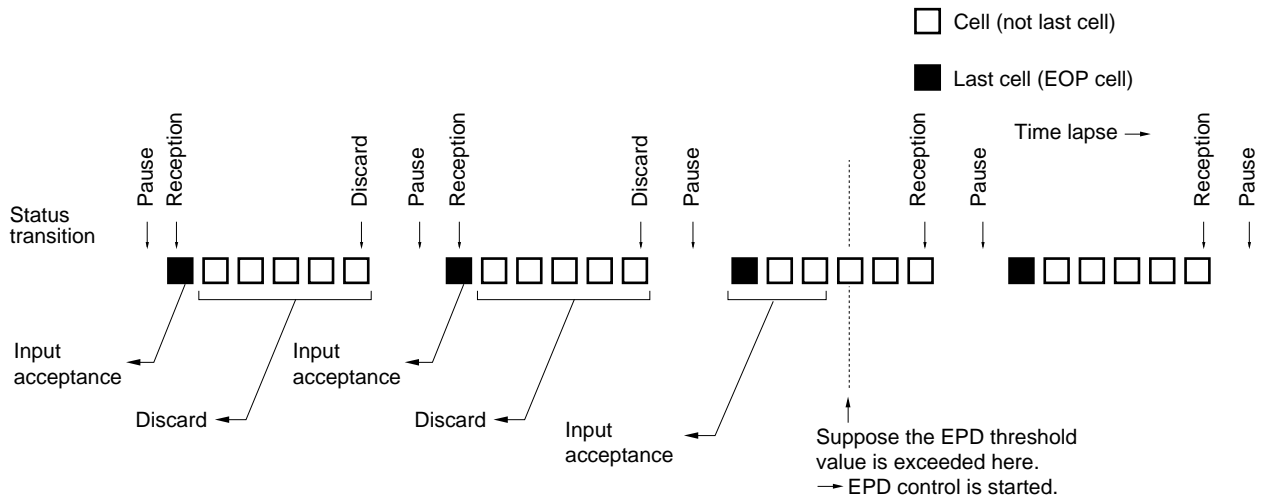 Cell (not last cell)
Last cell (EOP cell)
Time lapse
Pause
Reception
Discard
Pause
Reception
Discard
Pause
Reception
Pause
Reception
Pause
Status
transition
Input
acceptance
Discard
Input
acceptance
Discard
Input
acceptance
Suppose the EPD threshold
value is exceeded here.
→ EPD control is started.